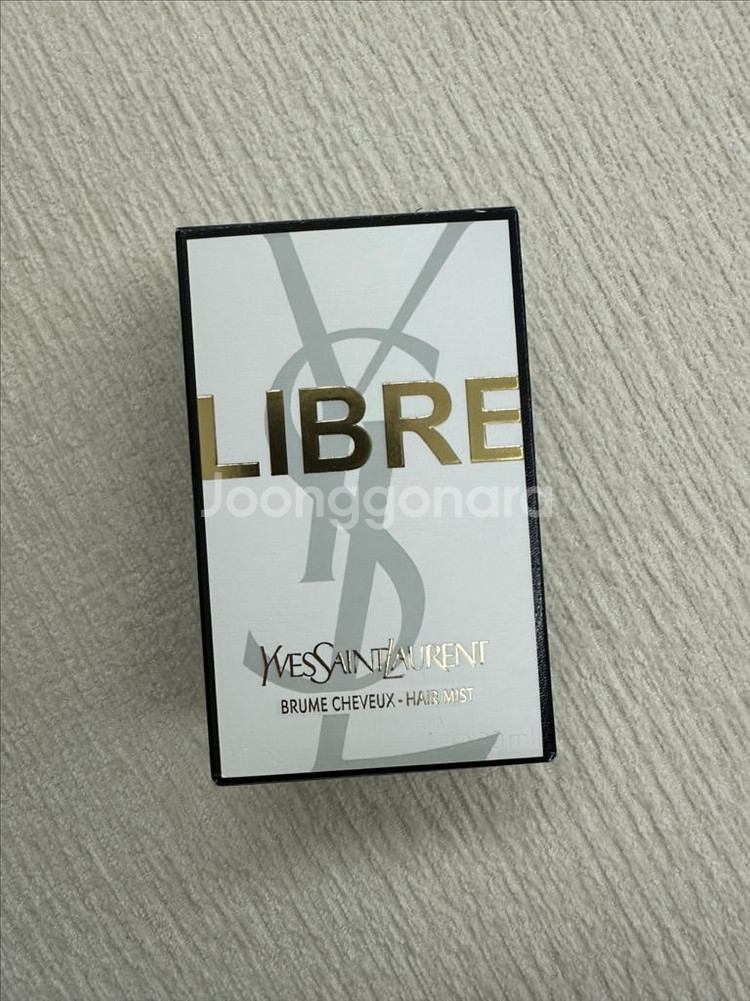 LIBRE
Joonggonara
YVESSAINTLAURENT
BRUME CHEVEUX - HAIR MIST